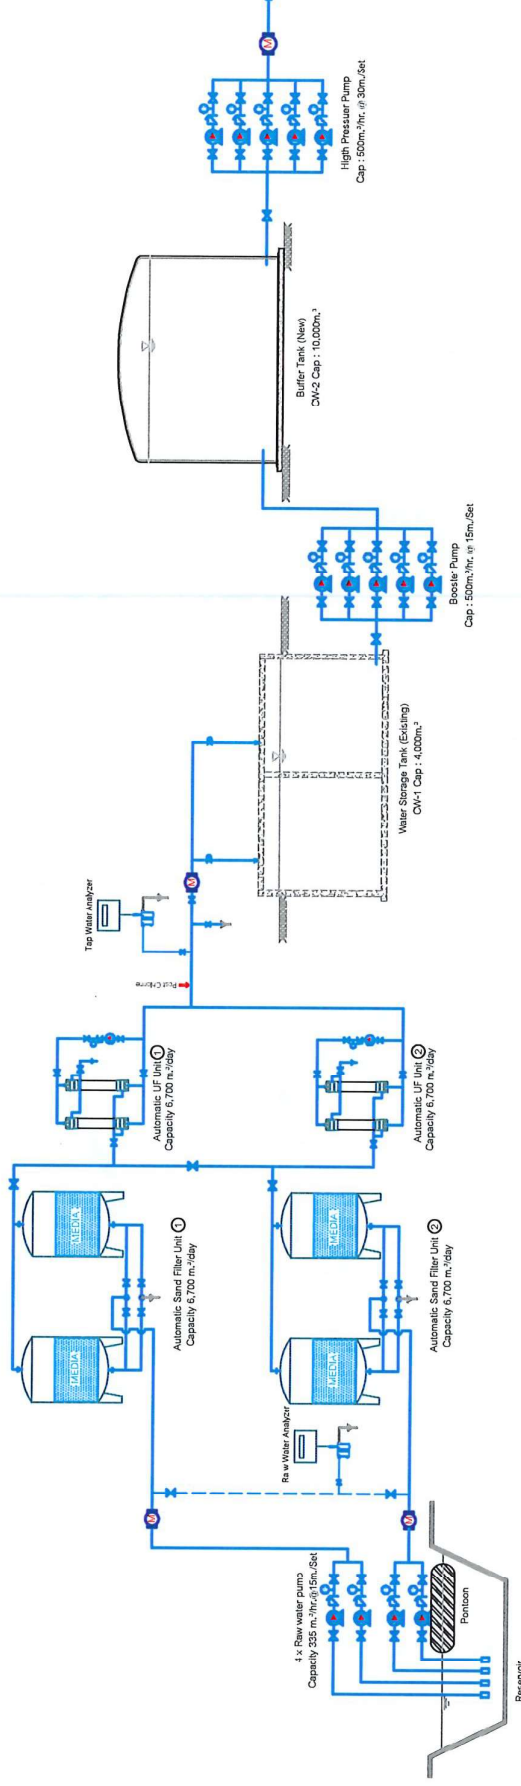 Reservoir
Pontoon
4 x Raw water pump
Capacity 335 m.³/hr.@15m./Set
M
M
Ra w Water Analyzer
MEDIA
MEDIA
Automatic Sand Filter Unit ①
Capacity 6,700 m.³/day
MEDIA
MEDIA
Automatic Sand Filter Unit ②
Capacity 6,700 m.³/day
Automatic UF Unit ①
Capacity 6,700 m.³/day
Automatic UF Unit ②
Capacity 6,700 m.³/day
Post Chlorine
Tap Water Analyzer
M
Water Storage Tank (Existing)
CW-1 Cap : 4,000m.³
Booster Pump
Cap : 500m.³/hr. @ 15m./Set
Buffer Tank (New)
CW-2 Cap : 10,000m.³
Higth Pressuer Pump
Cap : 500m.³/hr. @ 30m./Set
M